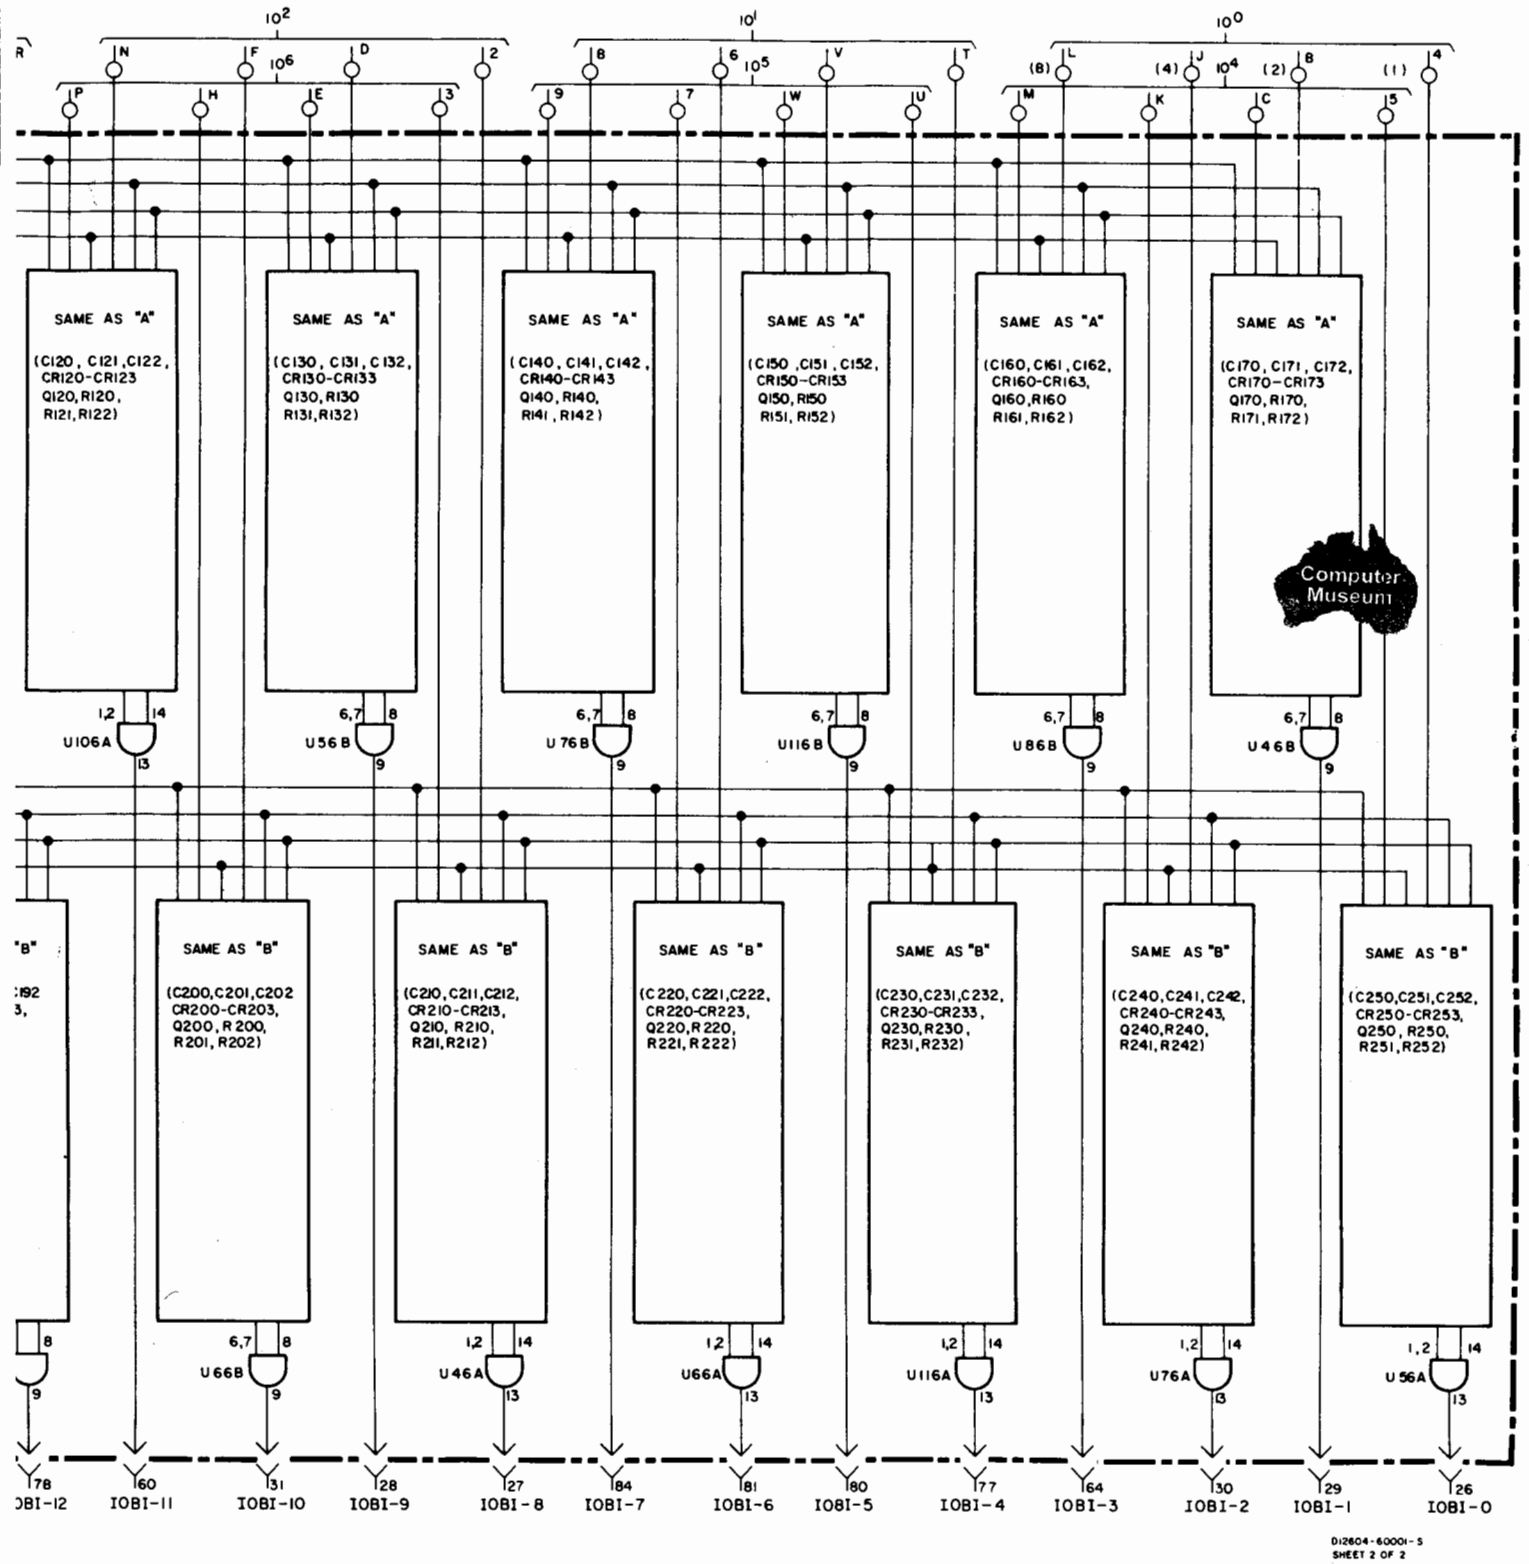 10² 10¹ 10⁰
R N F D 2 8 6 V T L J B 4
10⁶ 10⁵ (8) (4) 10⁴ (2) (1)
P H E 3 9 7 W U M K C 5
SAME AS "A"
(C120, C121, C122,
CR120-CR123
Q120, R120,
R121, R122)
SAME AS "A"
(C130, C131, C132,
CR130-CR133
Q130, R130
R131, R132)
SAME AS "A"
(C140, C141, C142,
CR140-CR143
Q140, R140,
R141, R142)
SAME AS "A"
(C150, C151, C152,
CR150-CR153
Q150, R150
R151, R152)
SAME AS "A"
(C160, C161, C162,
CR160-CR163,
Q160, R160
R161, R162)
SAME AS "A"
(C170, C171, C172,
CR170-CR173
Q170, R170,
R171, R172)
Computer
Museum
1,2 14 6,7 8 6,7 8 6,7 8 6,7 8 6,7 8
U106A U56B U76B U116B U86B U46B
13 9 9 9 9 9
"B"
C192
3,
SAME AS "B"
(C200, C201, C202
CR200-CR203,
Q200, R200,
R201, R202)
SAME AS "B"
(C210, C211, C212,
CR210-CR213,
Q210, R210,
R211, R212)
SAME AS "B"
(C220, C221, C222,
CR220-CR223,
Q220, R220,
R221, R222)
SAME AS "B"
(C230, C231, C232,
CR230-CR233,
Q230, R230,
R231, R232)
SAME AS "B"
(C240, C241, C242,
CR240-CR243,
Q240, R240,
R241, R242)
SAME AS "B"
(C250, C251, C252,
CR250-CR253,
Q250, R250,
R251, R252)
8 6,7 8 1,2 14 1,2 14 1,2 14 1,2 14 1,2 14
U66B U46A U66A U116A U76A U56A
9 9 13 13 13 13 13
78 60 31 28 27 84 81 80 77 64 30 29 26
OBI-12 IOBI-11 IOBI-10 IOBI-9 IOBI-8 IOBI-7 IOBI-6 IOBI-5 IOBI-4 IOBI-3 IOBI-2 IOBI-1 IOBI-0
D12604-60001-S
SHEET 2 OF 2